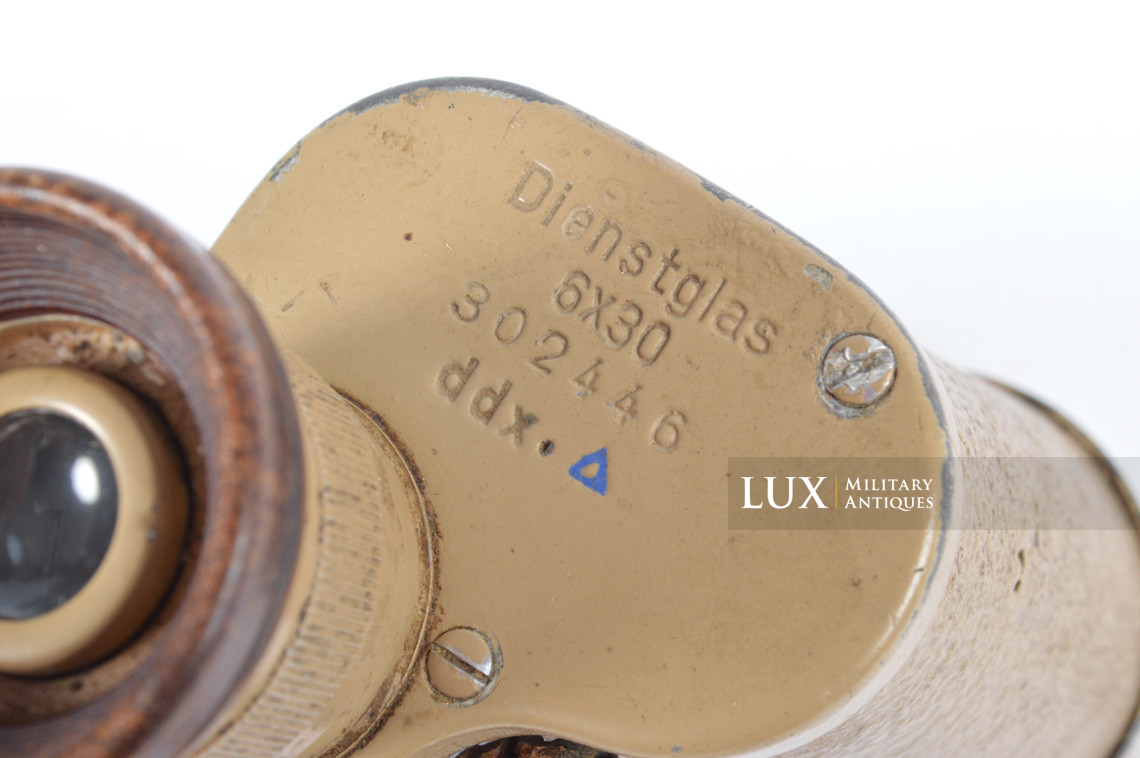 Dienstglas
6x30
302446
ddx. △
LUX MILITARY
ANTIQUES